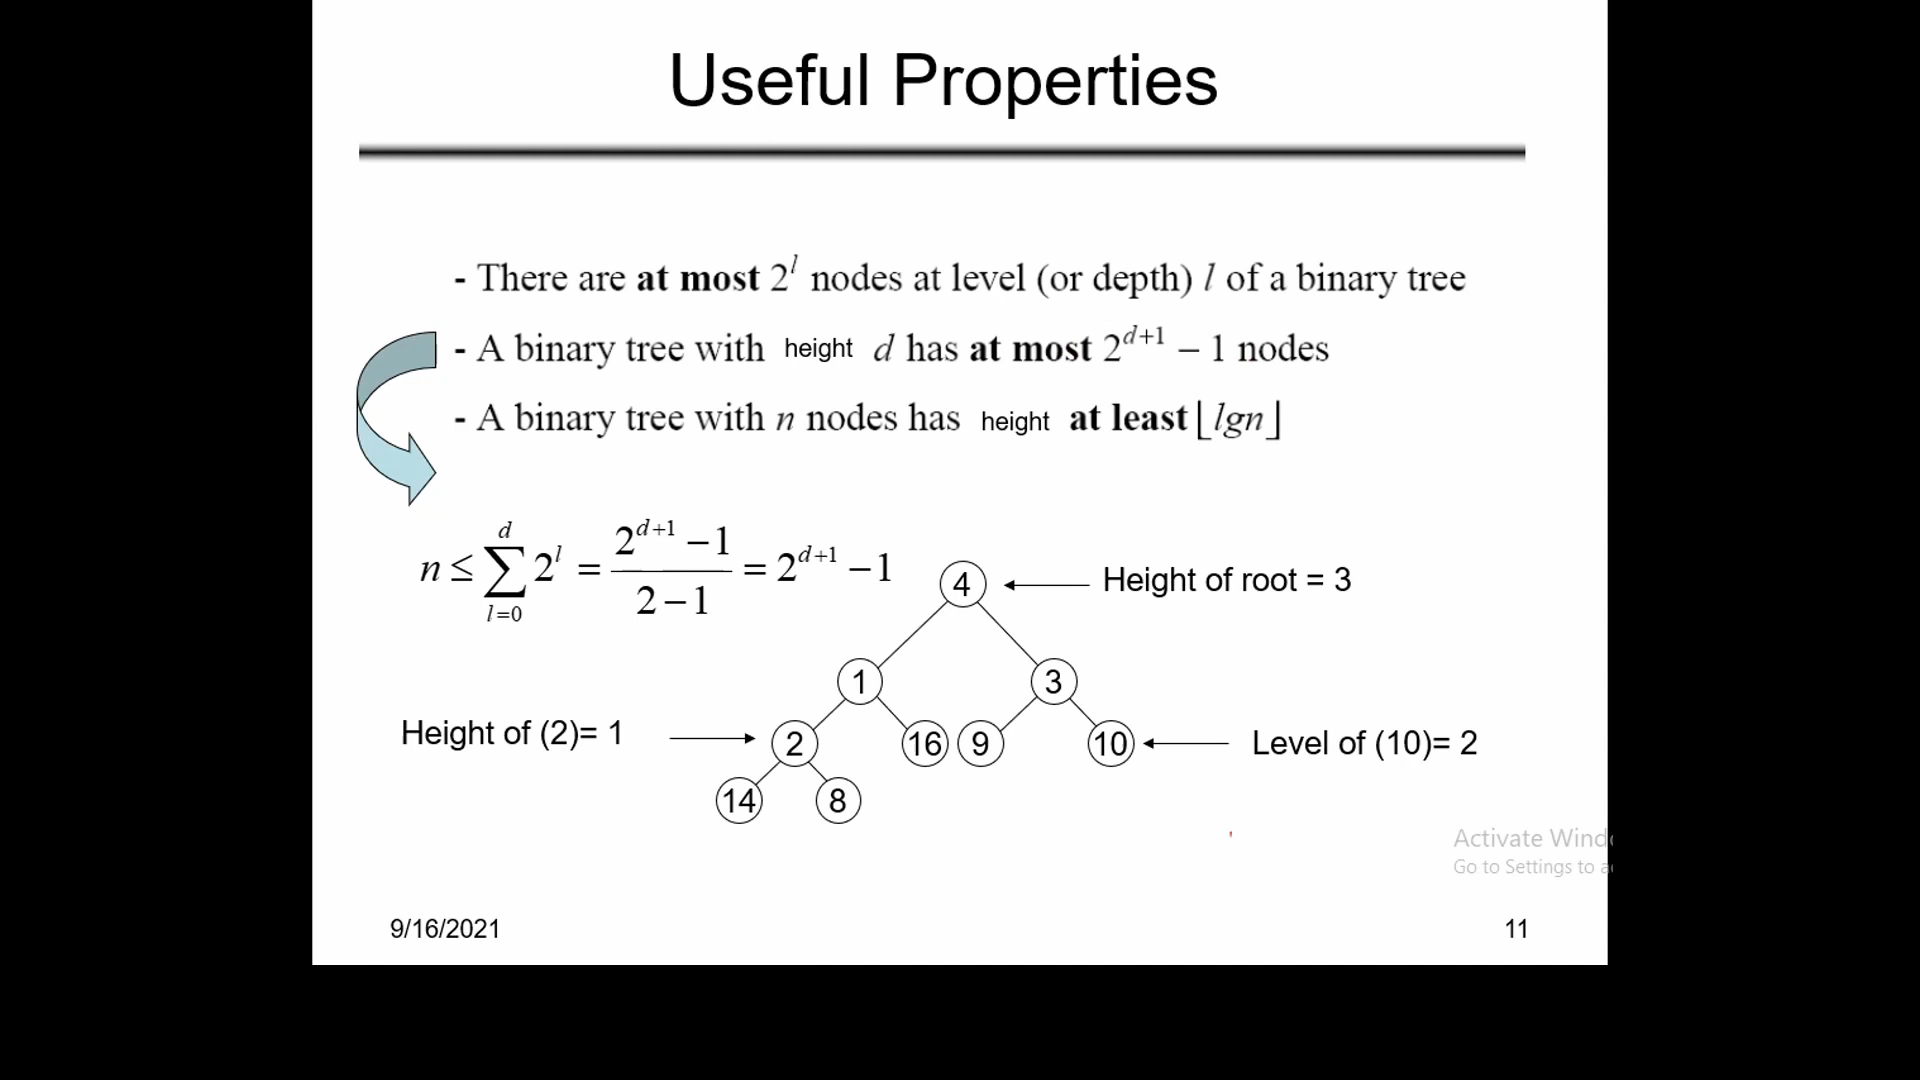 Useful Properties
- There are at most 2^l nodes at level (or depth) l of a binary tree
- A binary tree with height d has at most 2^{d+1} − 1 nodes
- A binary tree with n nodes has height at least ⌊lgn⌋
n ≤ ∑_{l=0}^{d} 2^l = \frac{2^{d+1} − 1}{2 − 1} = 2^{d+1} − 1
4
Height of root = 3
1
3
Height of (2)= 1
2
16
9
10
Level of (10)= 2
14
8
Activate Wind
Go to Settings to a
9/16/2021
11